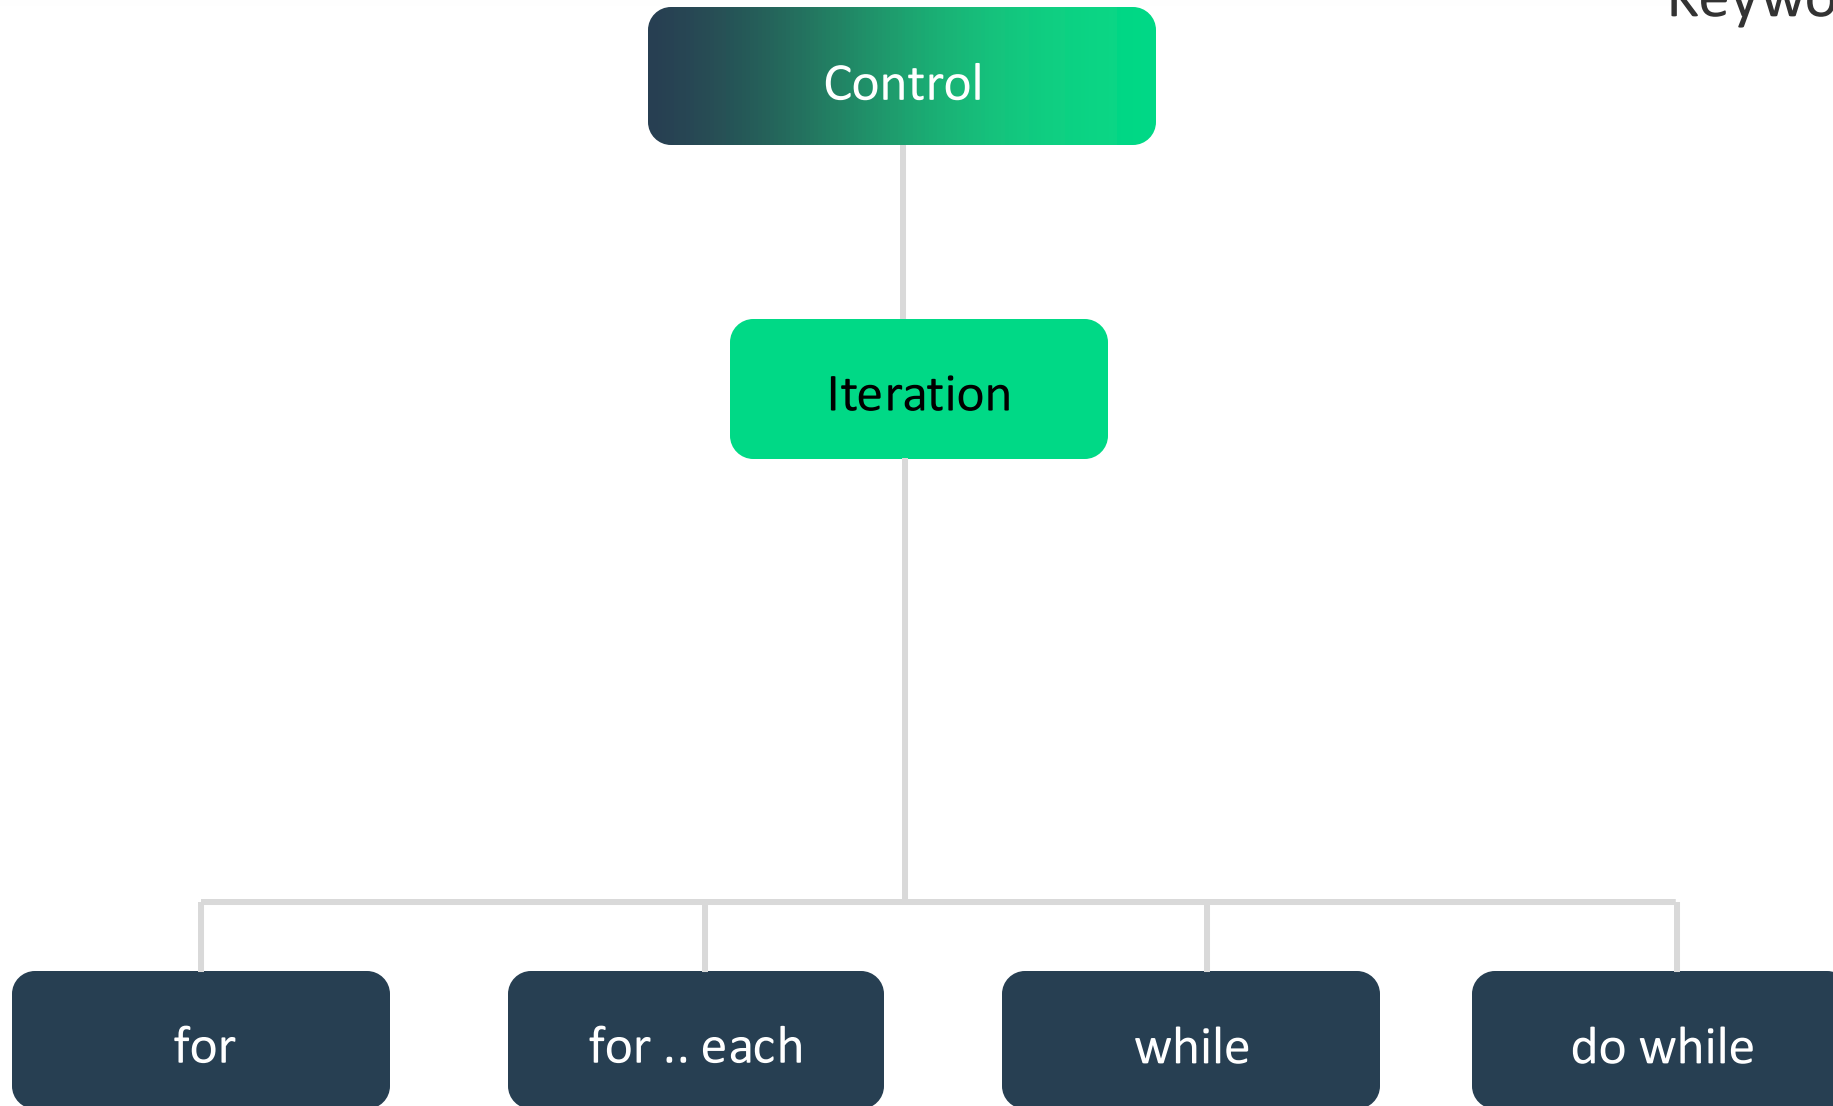 Control
Iteration
for
for .. each
while
do while